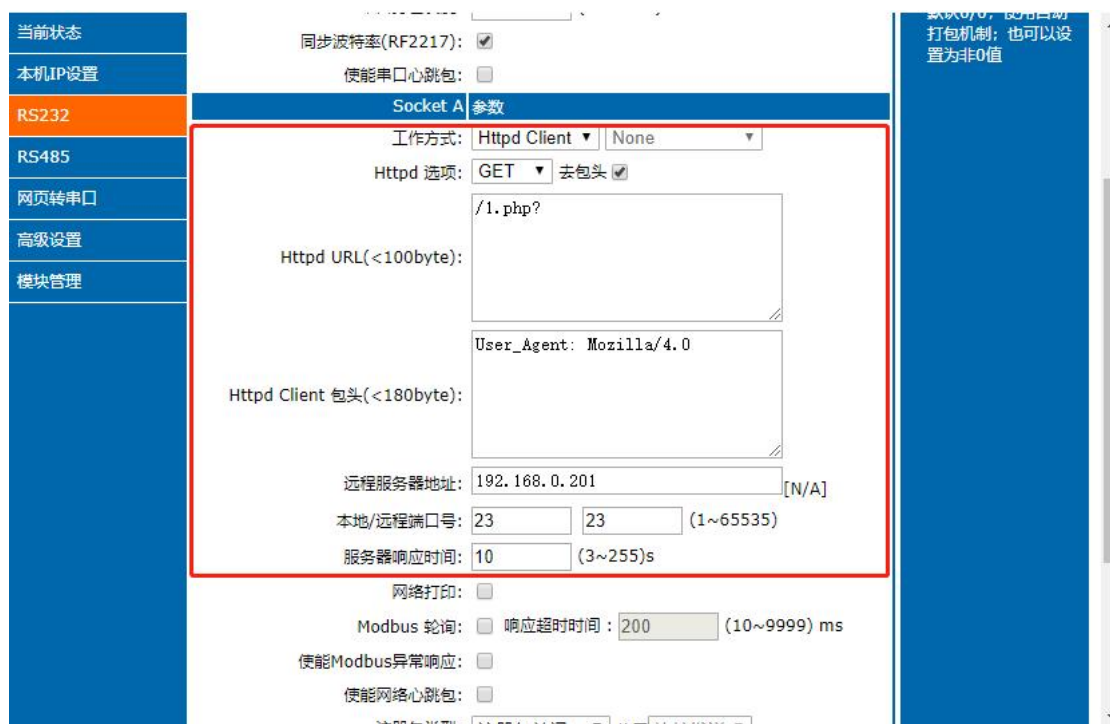 当前状态
本机IP设置
RS232
RS485
网页转串口
高级设置
模块管理
同步波特率(RF2217):
使能串口心跳包:
Socket A 参数
工作方式: Httpd Client None
Httpd 选项: GET 去包头
Httpd URL(<100byte): /1.php?
Httpd Client 包头(<180byte): User_Agent: Mozilla/4.0
远程服务器地址: 192.168.0.201 [N/A]
本地/远程端口号: 23 23 (1~65535)
服务器响应时间: 10 (3~255)s
网络打印:
Modbus 轮询: 响应超时时间: 200 (10~9999) ms
使能Modbus异常响应:
使能网络心跳包:
打包机制; 也可以设
置为非0值